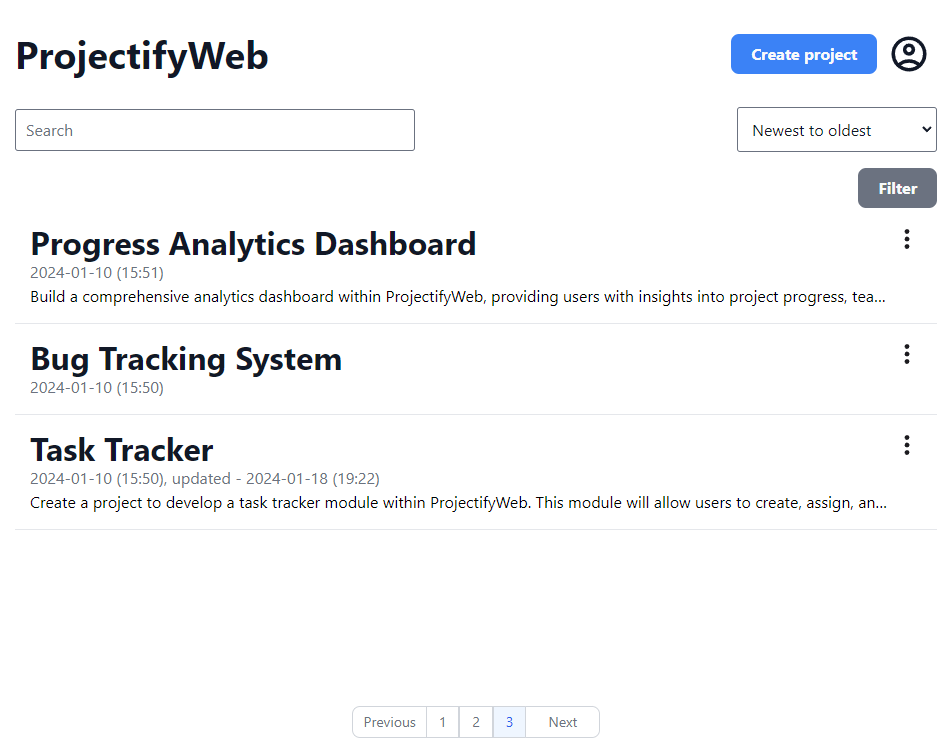 ProjectifyWeb
Create project
Search
Newest to oldest
Filter
Progress Analytics Dashboard
2024-01-10 (15:51)
Build a comprehensive analytics dashboard within ProjectifyWeb, providing users with insights into project progress, tea...
Bug Tracking System
2024-01-10 (15:50)
Task Tracker
2024-01-10 (15:50), updated - 2024-01-18 (19:22)
Create a project to develop a task tracker module within ProjectifyWeb. This module will allow users to create, assign, an...
Previous 1 2 3 Next